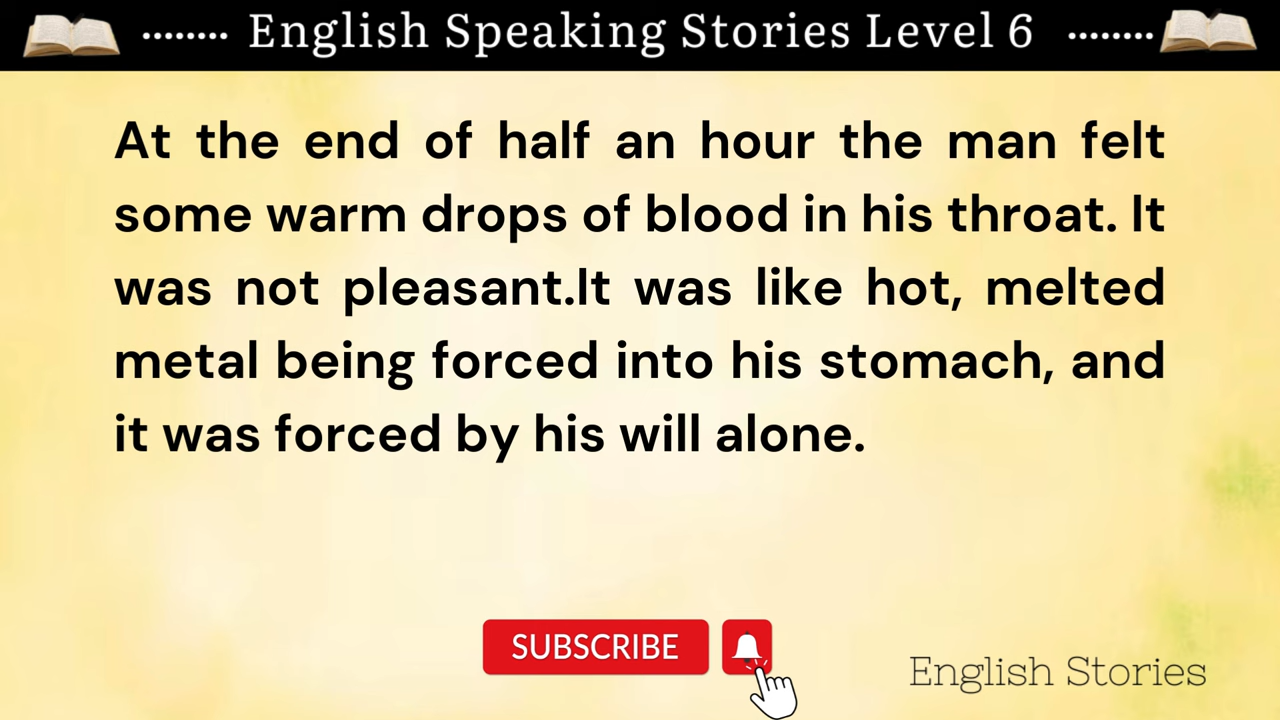 ........ English Speaking Stories Level 6 ........
At the end of half an hour the man felt
some warm drops of blood in his throat. It
was not pleasant.It was like hot, melted
metal being forced into his stomach, and
it was forced by his will alone.
SUBSCRIBE
English Stories